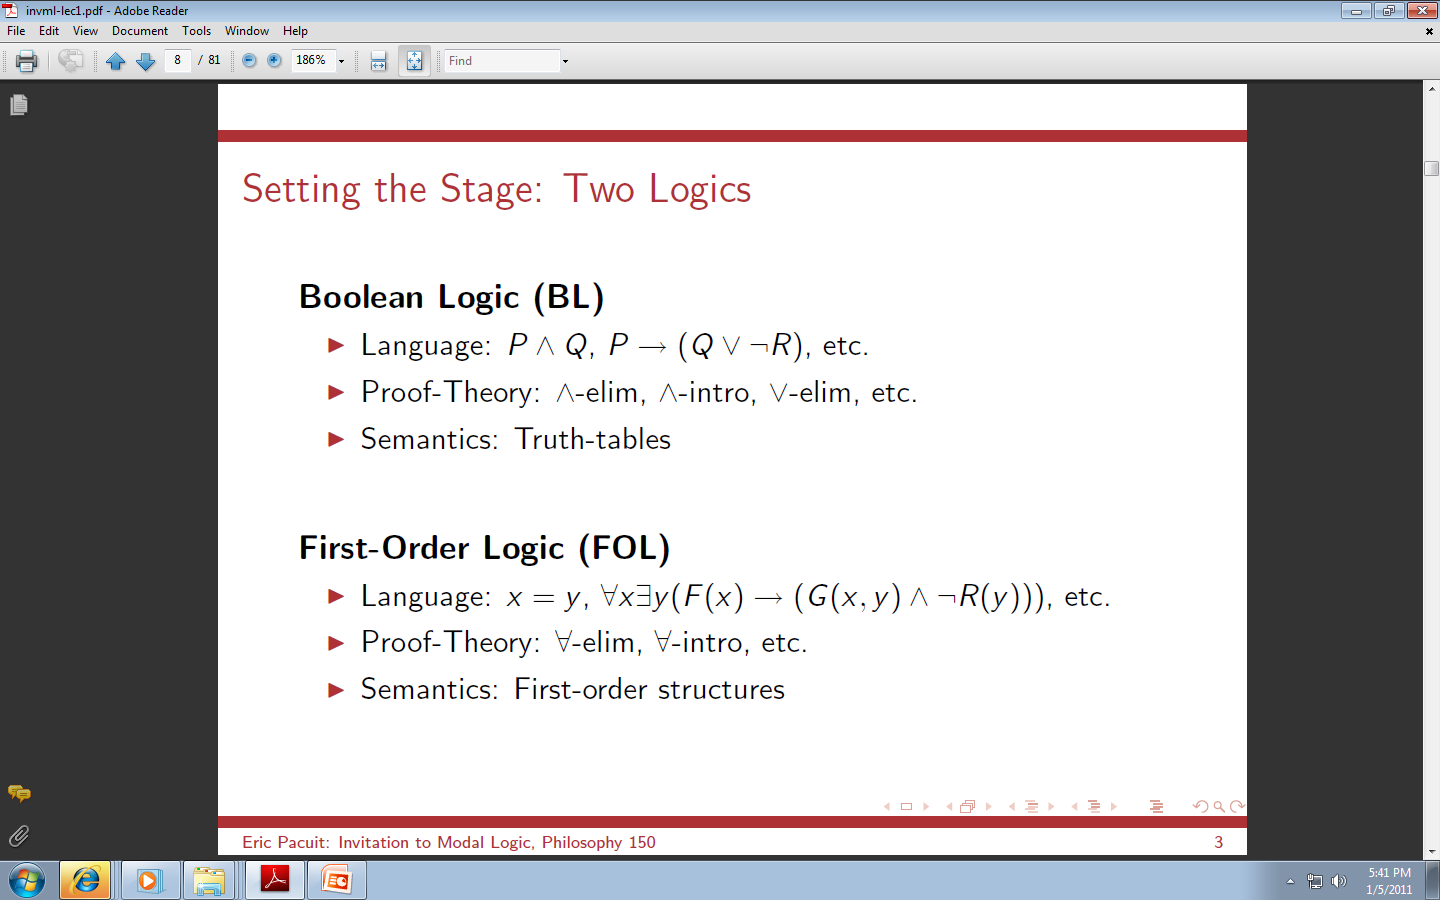 invml-lec1.pdf - Adobe Reader
File Edit View Document Tools Window Help
8 / 81 186% Find
Setting the Stage: Two Logics
Boolean Logic (BL)
Language: P ∧ Q, P → (Q ∨ ¬R), etc.
Proof-Theory: ∧-elim, ∧-intro, ∨-elim, etc.
Semantics: Truth-tables
First-Order Logic (FOL)
Language: x = y, ∀x∃y(F(x) → (G(x, y) ∧ ¬R(y))), etc.
Proof-Theory: ∀-elim, ∀-intro, etc.
Semantics: First-order structures
Eric Pacuit: Invitation to Modal Logic, Philosophy 150 3
5:41 PM
1/5/2011